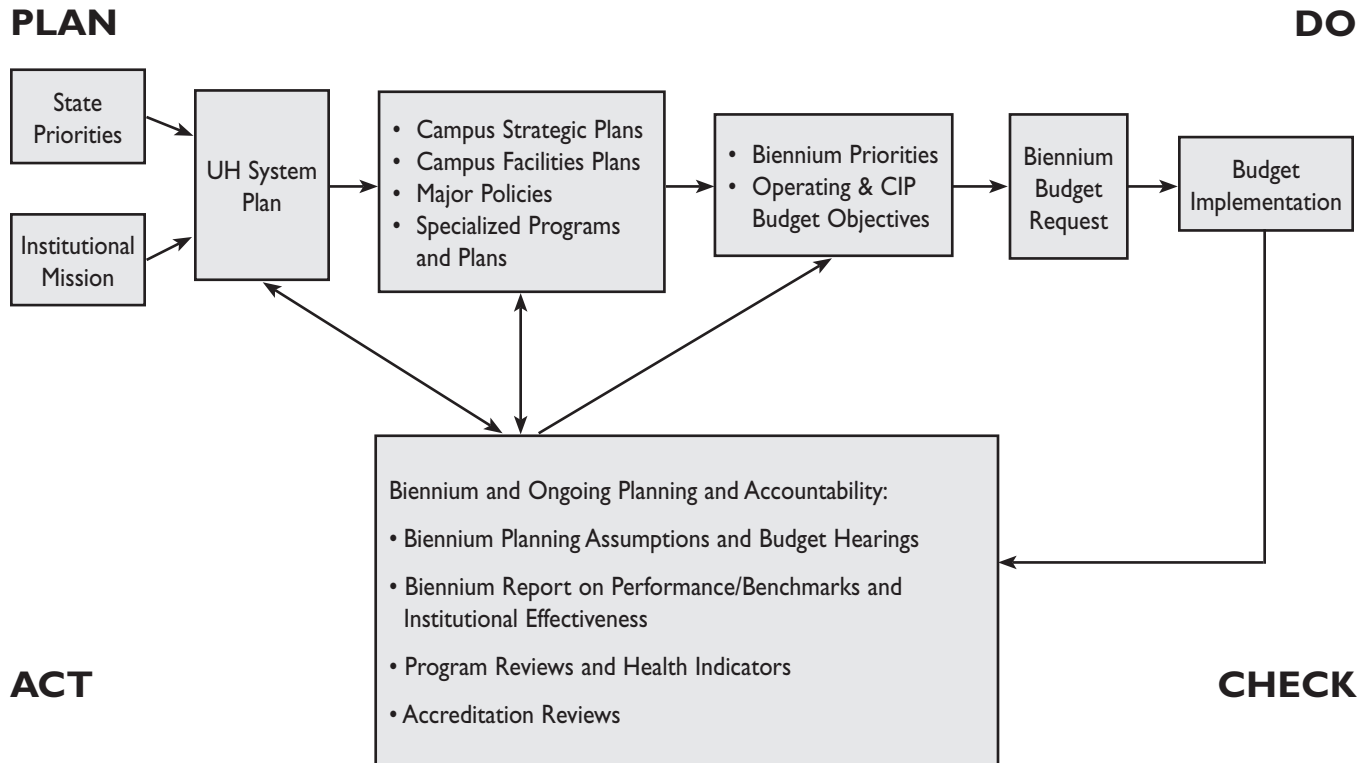 PLAN
DO
State
Priorities
Institutional
Mission
UH System
Plan
• Campus Strategic Plans
• Campus Facilities Plans
• Major Policies
• Specialized Programs
and Plans
• Biennium Priorities
• Operating & CIP
Budget Objectives
Biennium
Budget
Request
Budget
Implementation
Biennium and Ongoing Planning and Accountability:
• Biennium Planning Assumptions and Budget Hearings
• Biennium Report on Performance/Benchmarks and
Institutional Effectiveness
• Program Reviews and Health Indicators
• Accreditation Reviews
ACT
CHECK